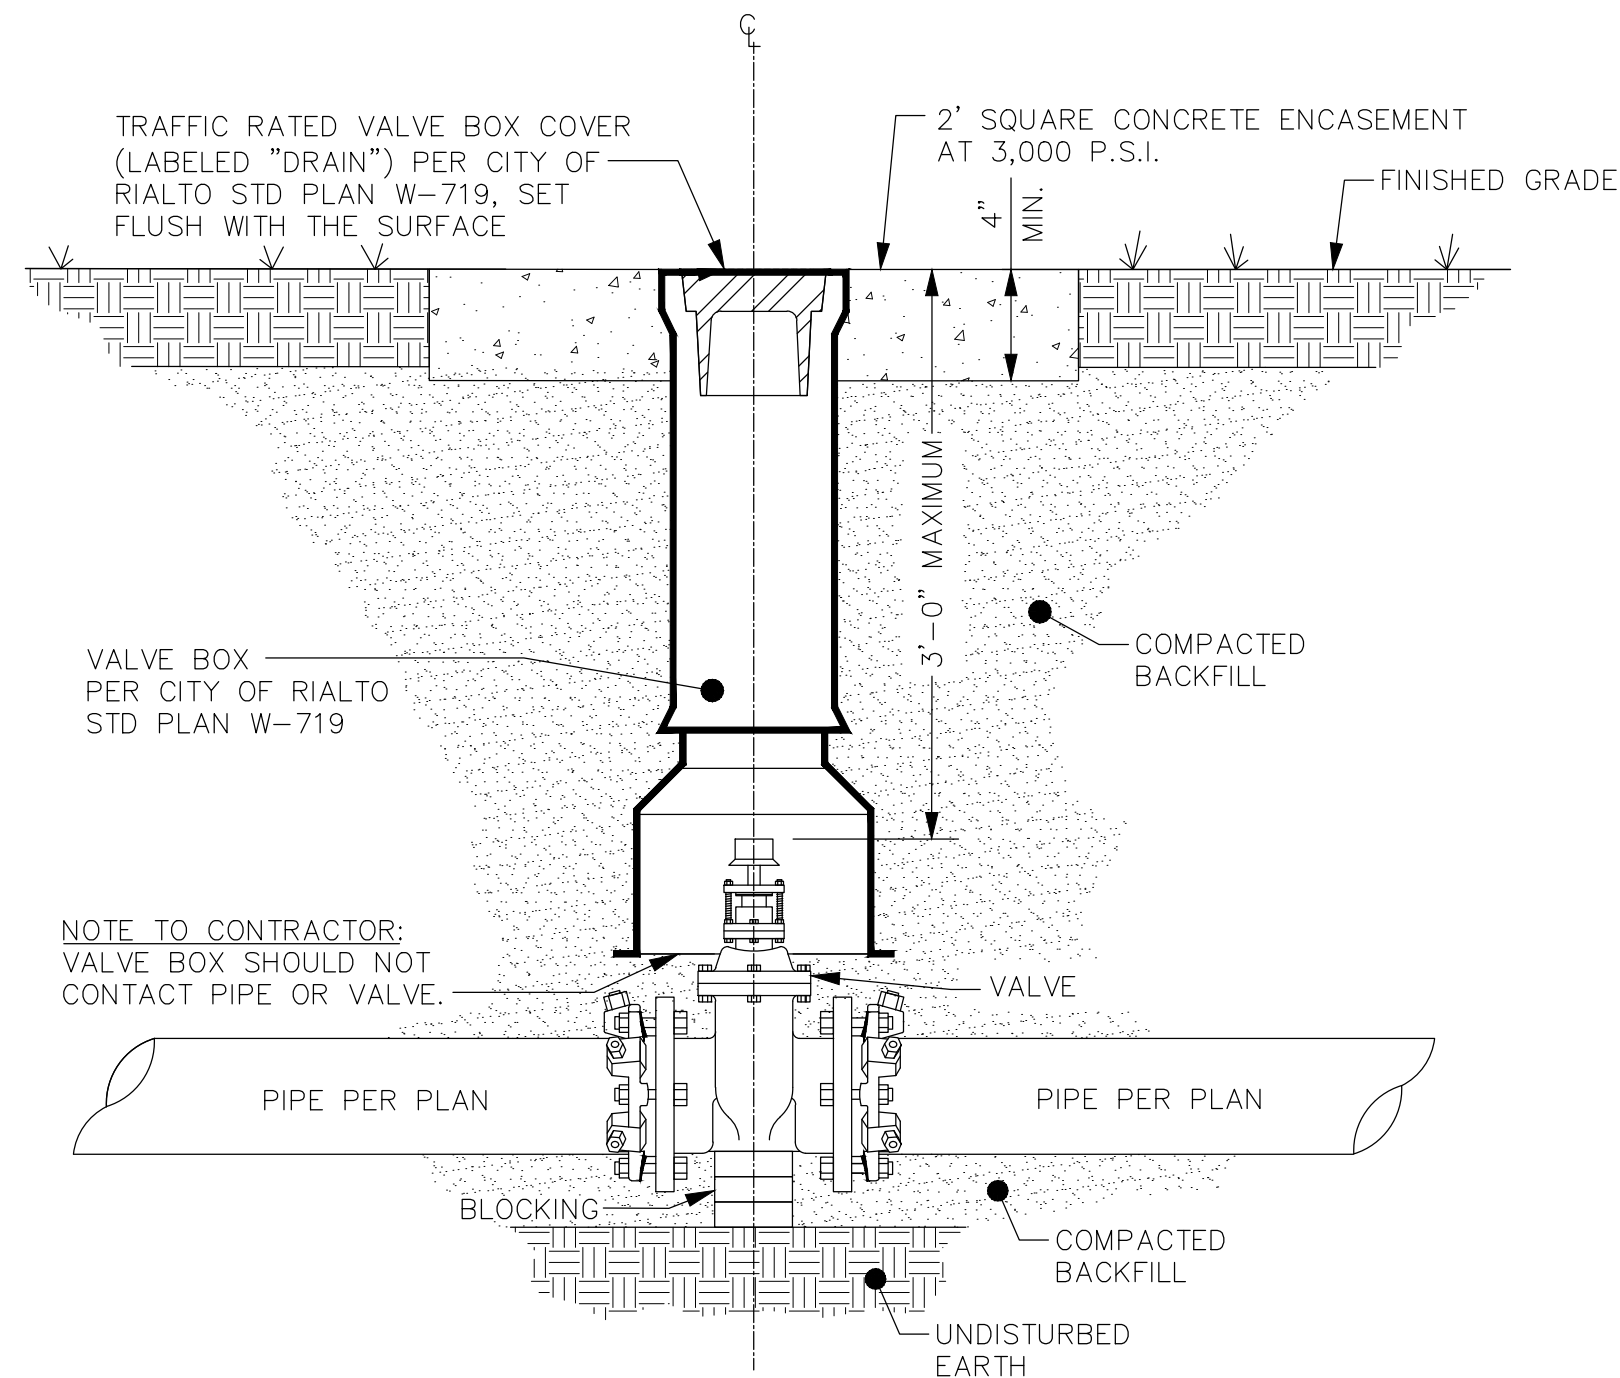 ℄
TRAFFIC RATED VALVE BOX COVER
(LABELED "DRAIN") PER CITY OF
RIALTO STD PLAN W-719, SET
FLUSH WITH THE SURFACE
2' SQUARE CONCRETE ENCASEMENT
AT 3,000 P.S.I.
FINISHED GRADE
4"
MIN.
3'-0" MAXIMUM
COMPACTED
BACKFILL
VALVE BOX
PER CITY OF RIALTO
STD PLAN W-719
NOTE TO CONTRACTOR:
VALVE BOX SHOULD NOT
CONTACT PIPE OR VALVE.
VALVE
PIPE PER PLAN
PIPE PER PLAN
BLOCKING
COMPACTED
BACKFILL
UNDISTURBED
EARTH